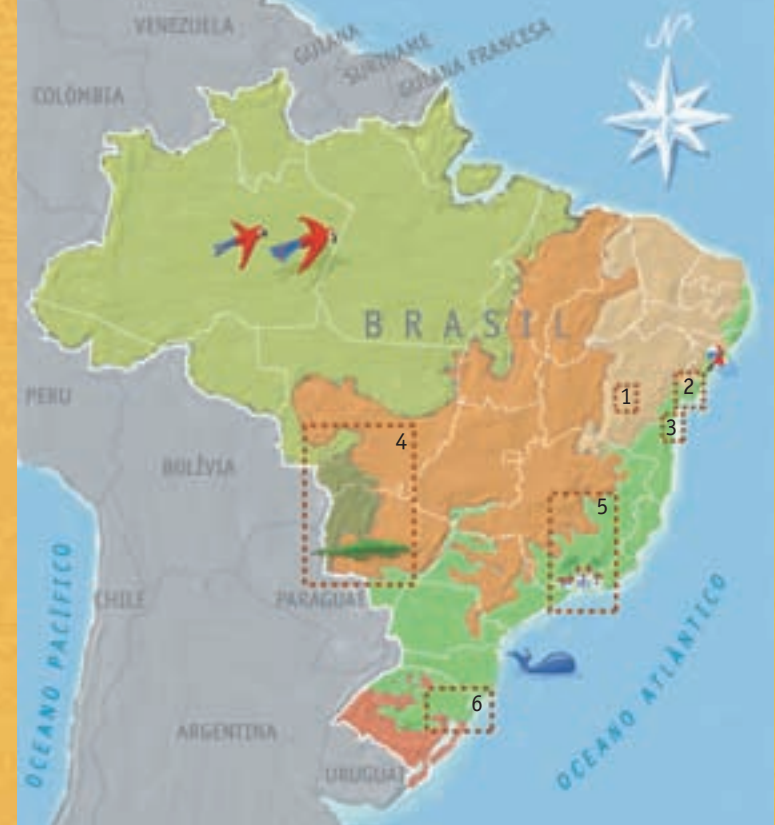 N
VENEZUELA
GUIANA
SURINAME
GUIANA FRANCESA
COLÔMBIA
BRASIL
PERU
1
2
3
4
BOLÍVIA
5
OCEANO PACÍFICO
CHILE
PARAGUAI
OCEANO ATLÂNTICO
6
ARGENTINA
URUGUAI